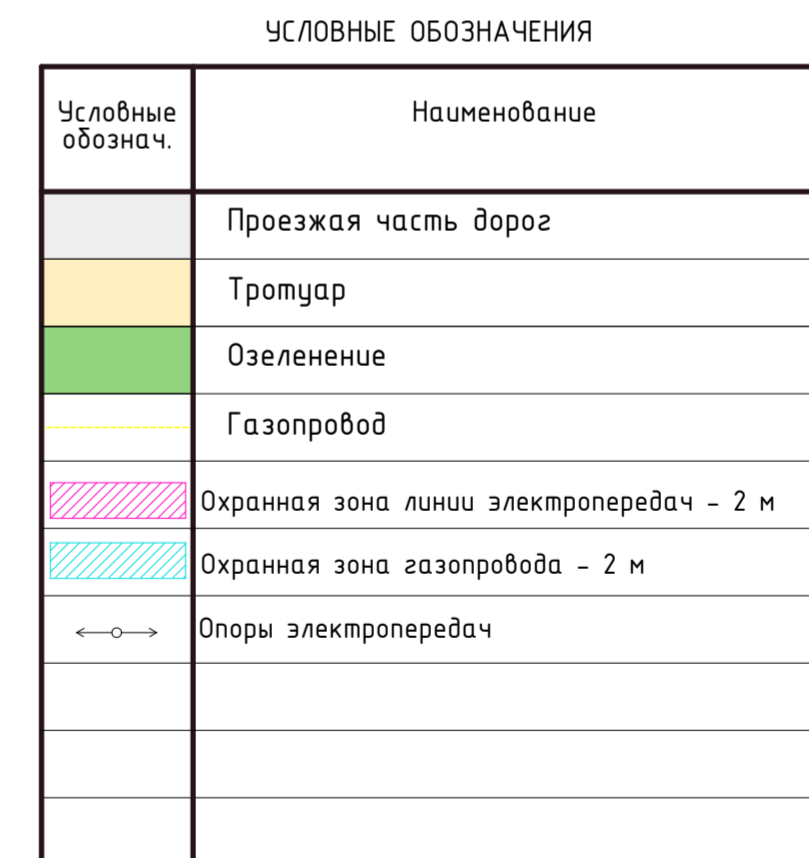 УСЛОВНЫЕ ОБОЗНАЧЕНИЯ
Условные
обознач.
Наименование
Проезжая часть дорог
Тротуар
Озеленение
Газопровод
Охранная зона линии электропередач - 2 м
Охранная зона газопровода - 2 м
Опоры электропередач